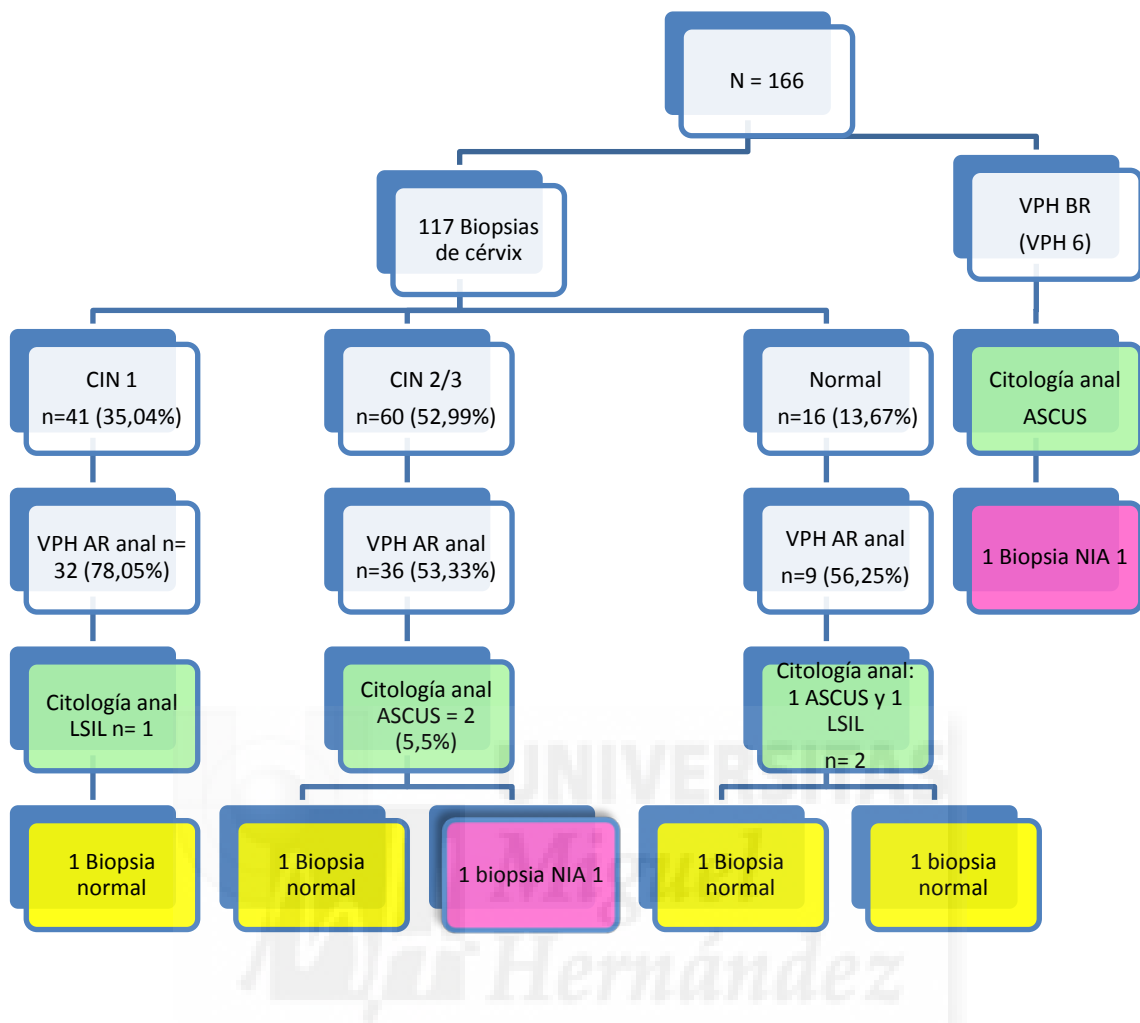 N = 166
117 Biopsias
de cérvix
VPH BR
(VPH 6)
CIN 1
n=41 (35,04%)
CIN 2/3
n=60 (52,99%)
Normal
n=16 (13,67%)
Citología anal
ASCUS
VPH AR anal n=
32 (78,05%)
VPH AR anal
n=36 (53,33%)
VPH AR anal
n=9 (56,25%)
1 Biopsia NIA 1
Citología anal
LSIL n= 1
Citología anal
ASCUS = 2
(5,5%)
Citología anal:
1 ASCUS y 1
LSIL
n= 2
1 Biopsia
normal
1 Biopsia
normal
1 biopsia NIA 1
1 Biopsia
normal
1 biopsia
normal
UNIVERSITAS
Miguel
Hernández